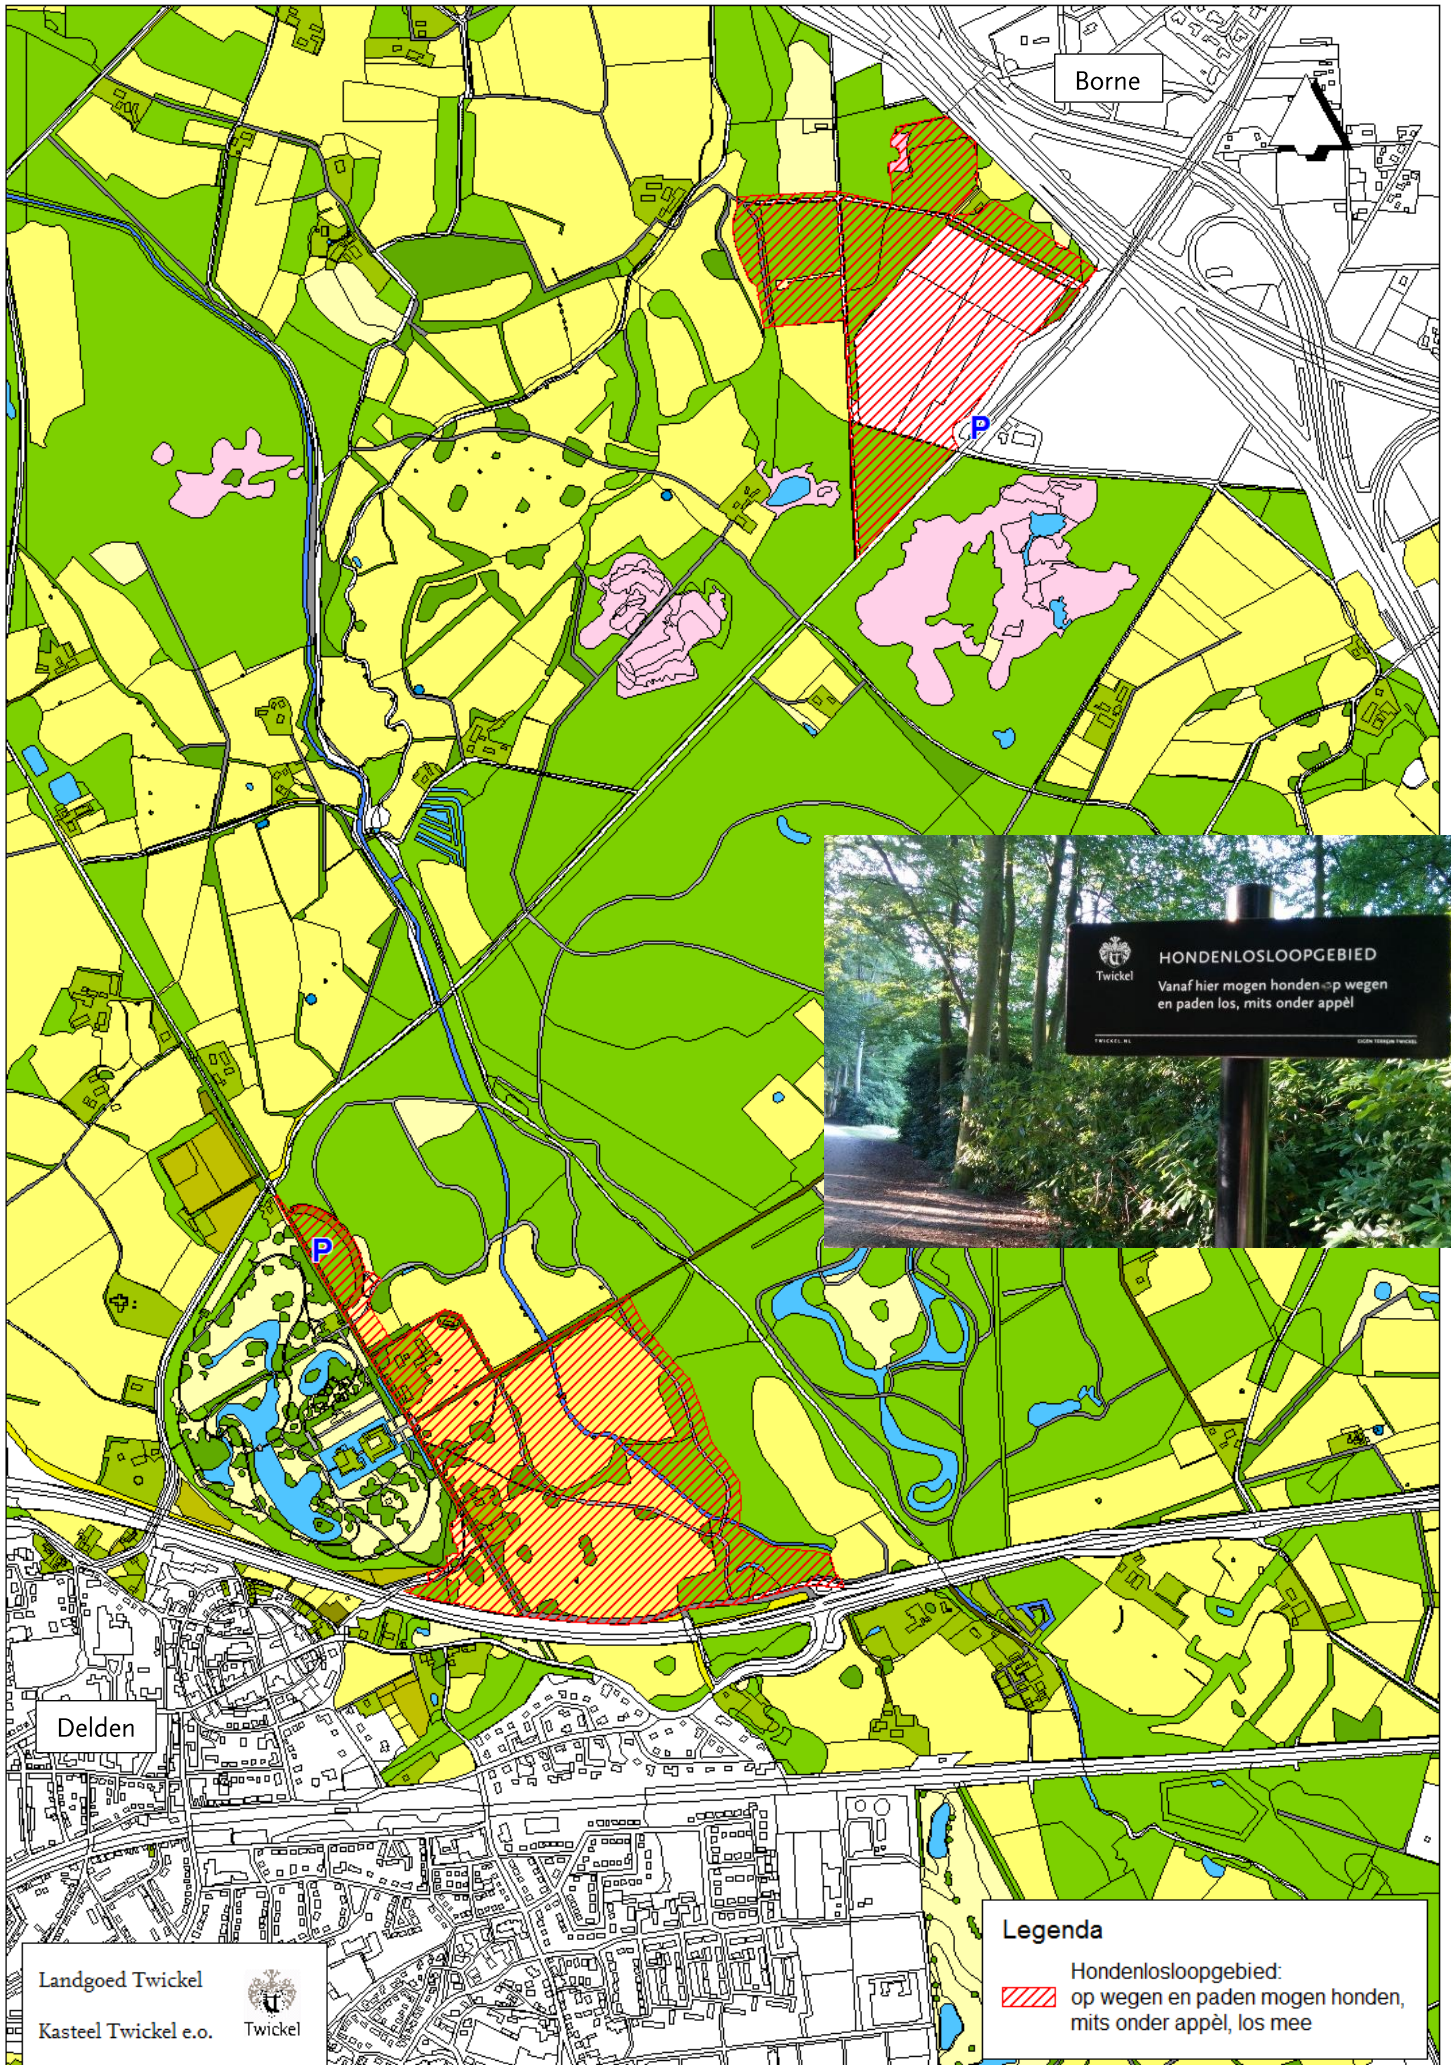 Borne
P
HONDENLOSLOOPGEBIED
Twickel
Vanaf hier mogen honden op wegen
en paden los, mits onder appèl
TWICKEL.NL
EIGEN TERREIN TWICKEL
P
Delden
Legenda
Hondenlosloopgebied:
op wegen en paden mogen honden,
mits onder appèl, los mee
Landgoed Twickel
Kasteel Twickel e.o.
Twickel